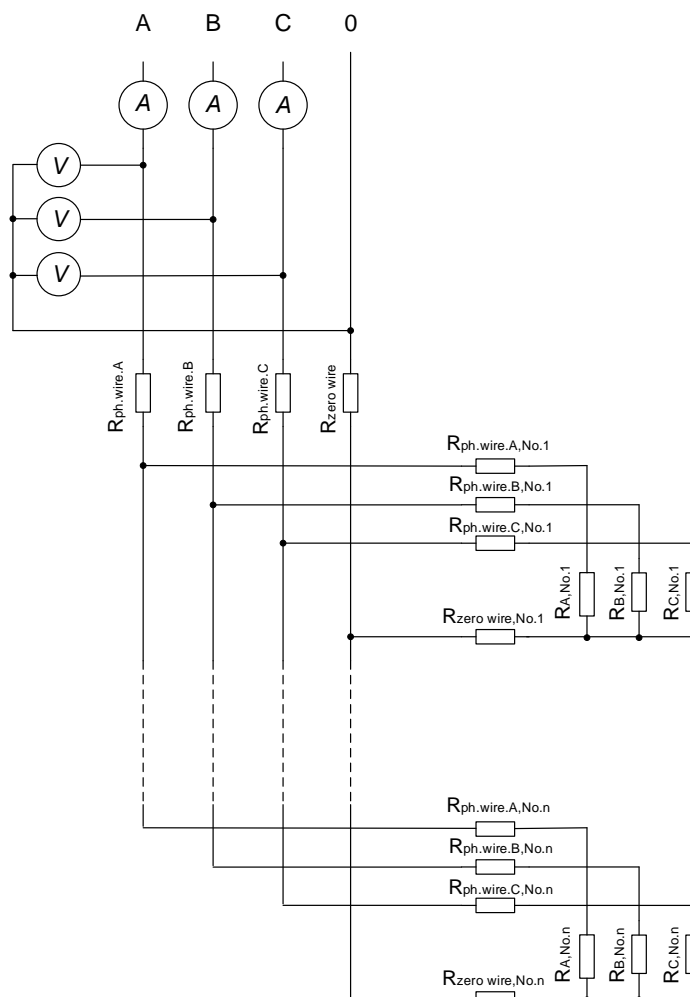 A B C 0
A A A
V
V
V
Rph.wire.A Rph.wire.B Rph.wire.C Rzero wire
Rph.wire.A,No.1
Rph.wire.B,No.1
Rph.wire.C,No.1
RA,No.1 RB,No.1 RC,No.1
Rzero wire,No.1
Rph.wire.A,No.n
Rph.wire.B,No.n
Rph.wire.C,No.n
RA,No.n RB,No.n RC,No.n
Rzero wire,No.n